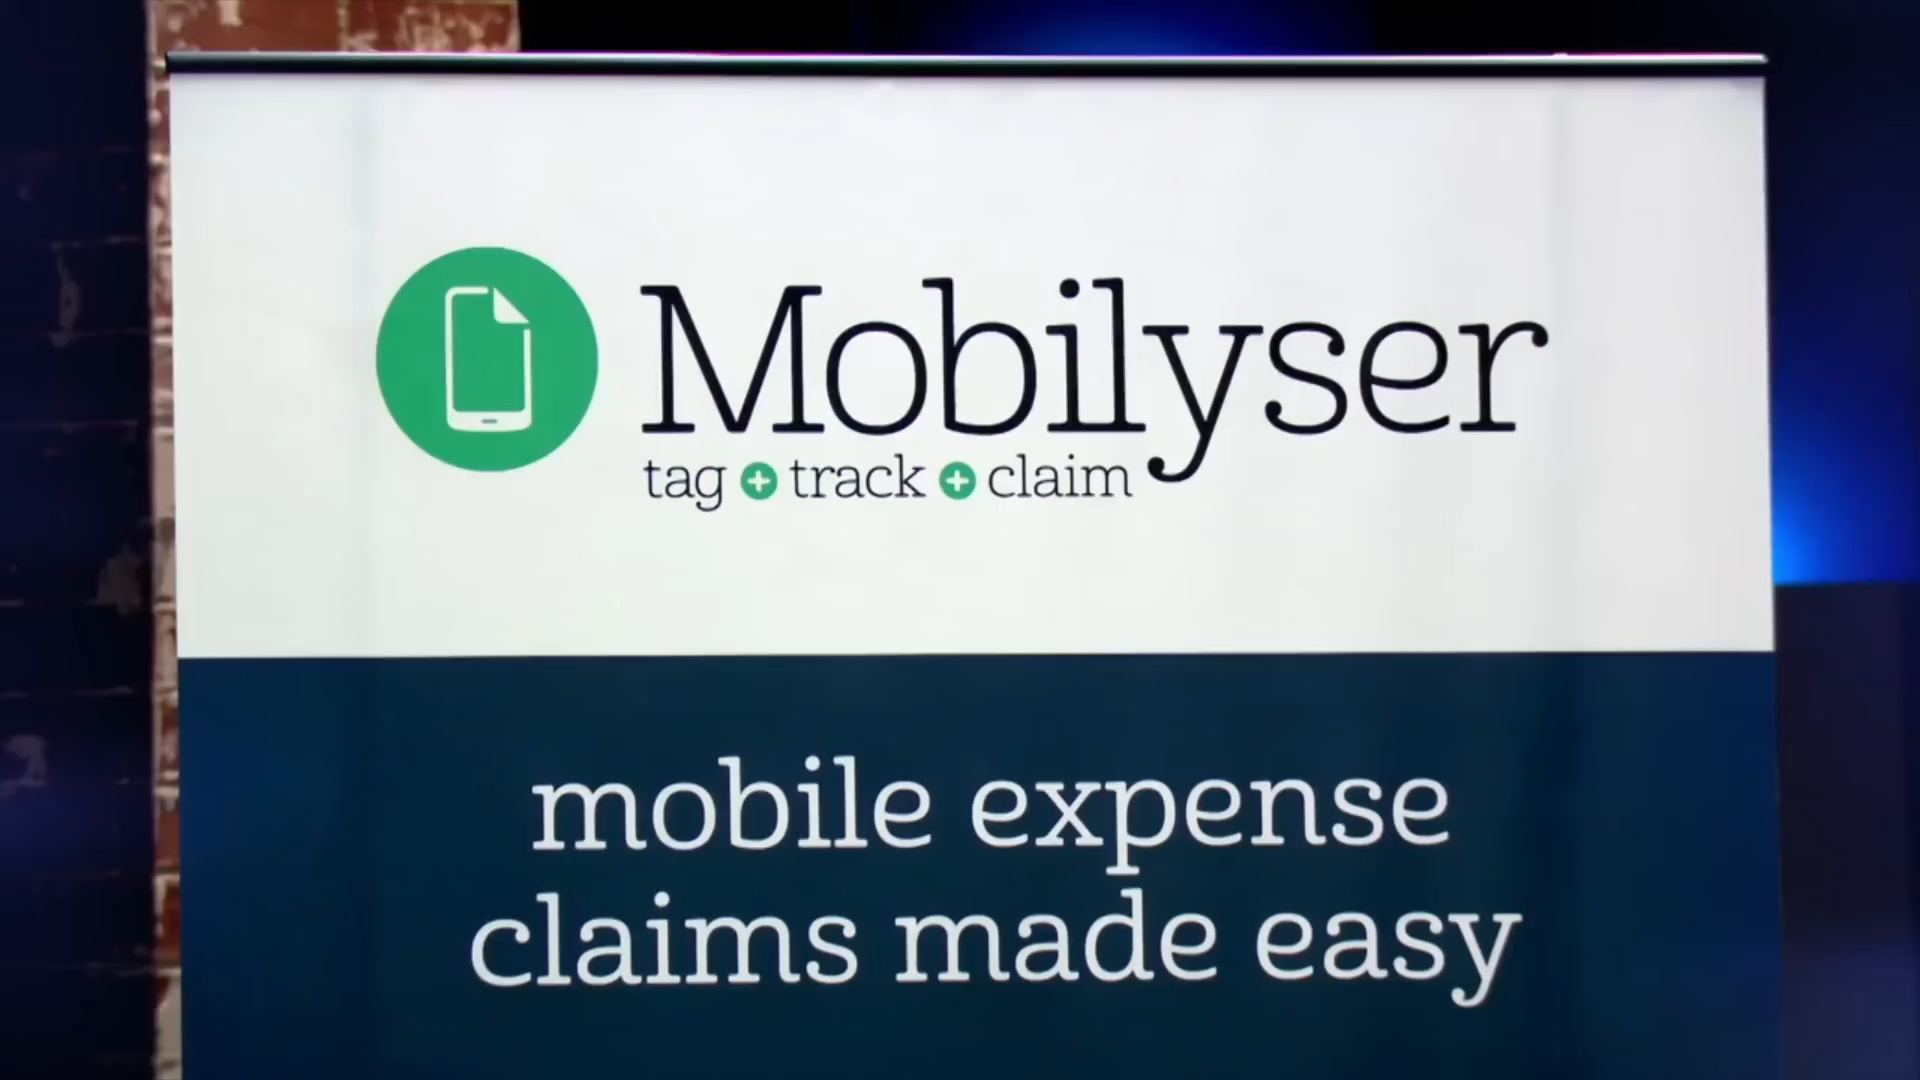 Mobilyser
tag + track + claim
mobile expense
claims made easy